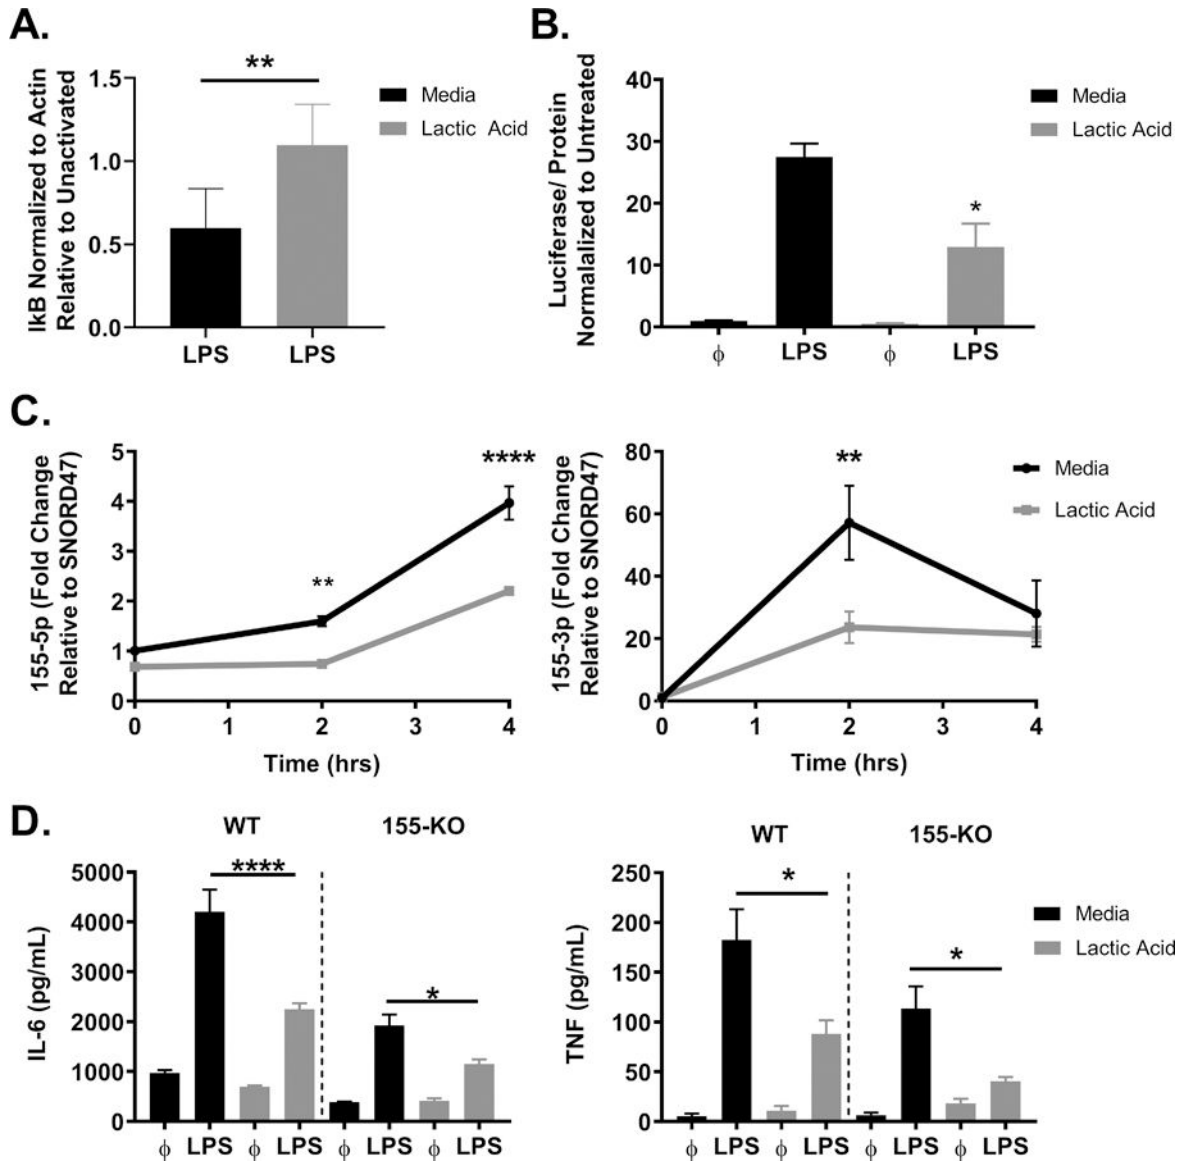 A.
IkB Normalized to Actin
Relative to Unactivated
1.5
1.0
0.5
0.0
**
LPS
LPS
Media
Lactic Acid
B.
Luciferase/ Protein
Normalalized to Untreated
40
30
20
10
0
*
ϕ
LPS
ϕ
LPS
Media
Lactic Acid
C.
155-5p (Fold Change
Relative to SNORD47)
5
4
3
2
1
0
**
****
0
1
2
3
4
Time (hrs)
155-3p (Fold Change
Relative to SNORD47)
80
60
40
20
0
**
0
1
2
3
4
Time (hrs)
Media
Lactic Acid
D.
WT
155-KO
IL-6 (pg/mL)
5000
4000
3000
2000
1000
0
****
*
ϕ
LPS
ϕ
LPS
ϕ
LPS
ϕ
LPS
WT
155-KO
TNF (pg/mL)
250
200
150
100
50
0
*
*
ϕ
LPS
ϕ
LPS
ϕ
LPS
ϕ
LPS
Media
Lactic Acid